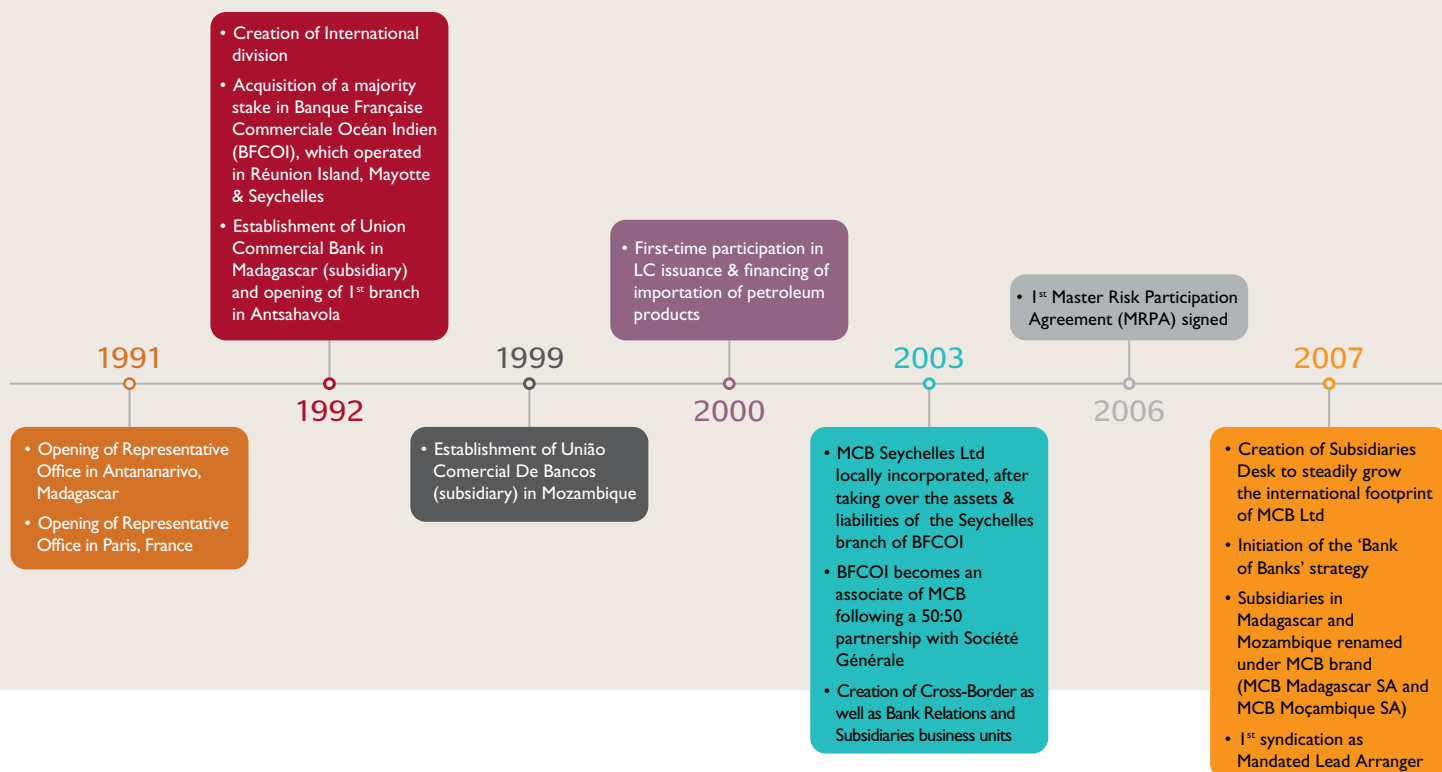 1991
• Opening of Representative
Office in Antananarivo,
Madagascar
• Opening of Representative
Office in Paris, France
• Creation of International
division
• Acquisition of a majority
stake in Banque Française
Commerciale Océan Indien
(BFCOI), which operated
in Réunion Island, Mayotte
& Seychelles
• Establishment of Union
Commercial Bank in
Madagascar (subsidiary)
and opening of 1st branch
in Antsahavola
1992
1999
• Establishment of União
Comercial De Bancos
(subsidiary) in Mozambique
• First-time participation in
LC issuance & financing of
importation of petroleum
products
2000
2003
• MCB Seychelles Ltd
locally incorporated, after
taking over the assets &
liabilities of the Seychelles
branch of BFCOI
• BFCOI becomes an
associate of MCB
following a 50:50
partnership with Société
Générale
• Creation of Cross-Border as
well as Bank Relations and
Subsidiaries business units
• 1st Master Risk Participation
Agreement (MRPA) signed
2006
2007
• Creation of Subsidiaries
Desk to steadily grow
the international footprint
of MCB Ltd
• Initiation of the ‘Bank
of Banks’ strategy
• Subsidiaries in
Madagascar and
Mozambique renamed
under MCB brand
(MCB Madagascar SA and
MCB Moçambique SA)
• 1st syndication as
Mandated Lead Arranger